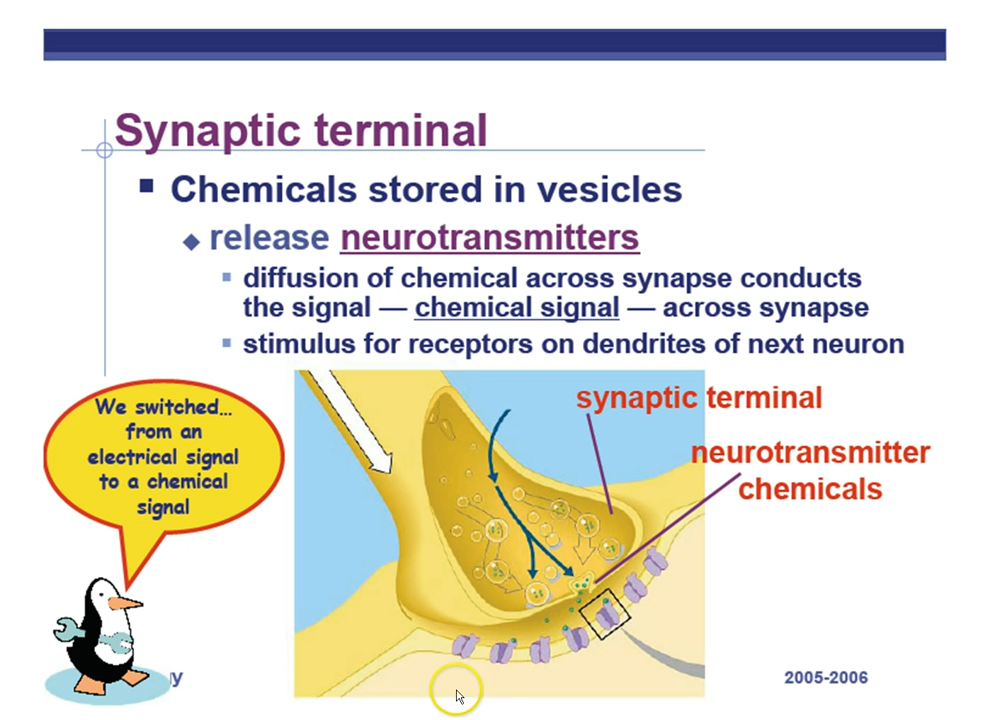 Synaptic terminal
Chemicals stored in vesicles
release neurotransmitters
diffusion of chemical across synapse conducts
the signal — chemical signal — across synapse
stimulus for receptors on dendrites of next neuron
synaptic terminal
neurotransmitter
chemicals
We switched…
from an
electrical signal
to a chemical
signal
2005-2006